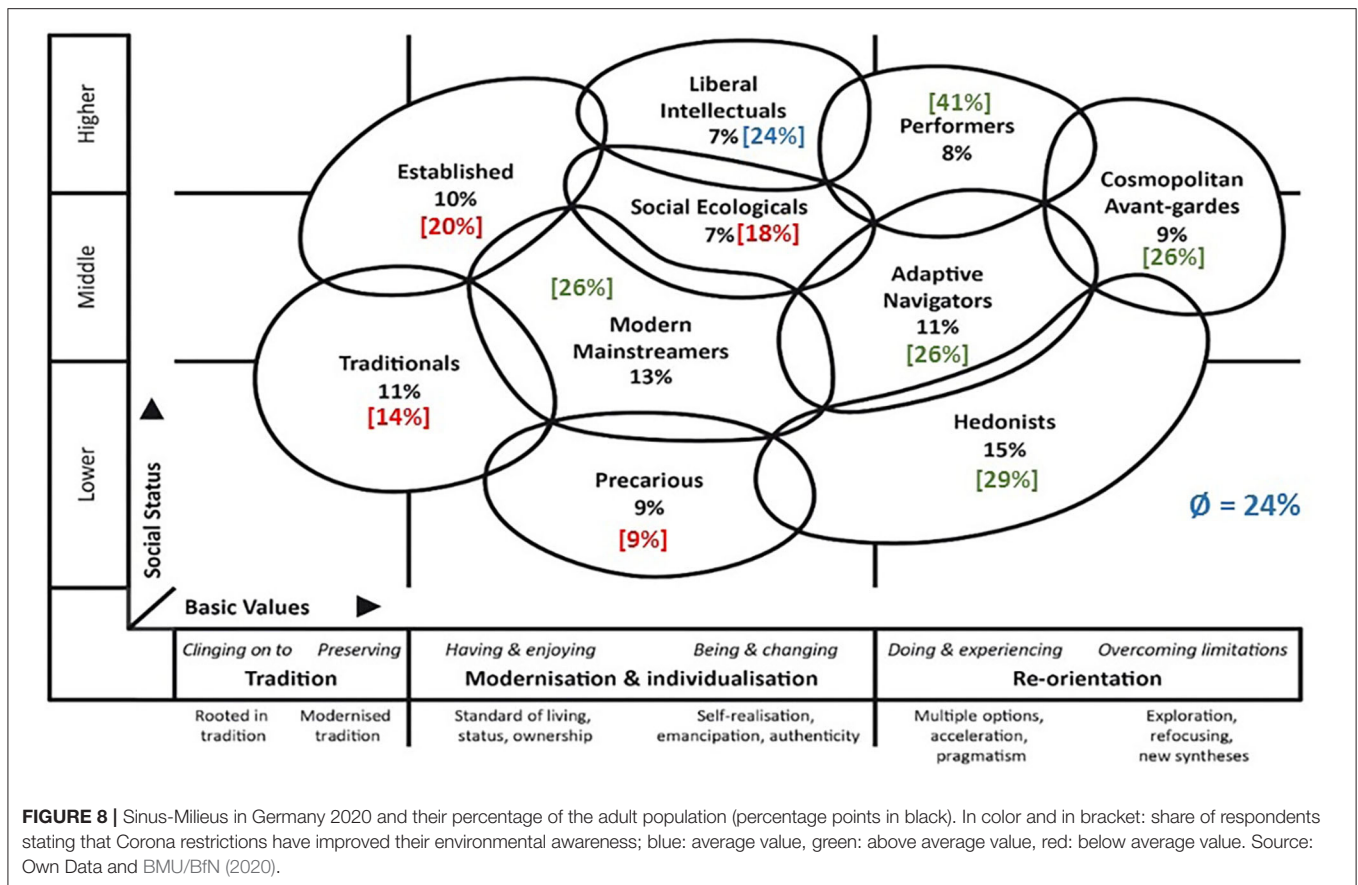 Higher
Middle
Lower
Social Status
Liberal
Intellectuals
7% [24%]
[41%]
Performers
8%
Established
10%
[20%]
Cosmopolitan
Avant-gardes
9%
[26%]
Social Ecologicals
7% [18%]
[26%]
Modern
Mainstreamers
13%
Adaptive
Navigators
11%
[26%]
Traditionals
11%
[14%]
Hedonists
15%
[29%]
Precarious
9%
[9%]
Ø = 24%
Basic Values
Clinging on to Preserving
Tradition
Having & enjoying Being & changing
Modernisation & individualisation
Doing & experiencing Overcoming limitations
Re-orientation
Rooted in
tradition
Modernised
tradition
Standard of living,
status, ownership
Self-realisation,
emancipation, authenticity
Multiple options,
acceleration,
pragmatism
Exploration,
refocusing,
new syntheses
FIGURE 8 | Sinus-Milieus in Germany 2020 and their percentage of the adult population (percentage points in black). In color and in bracket: share of respondents
stating that Corona restrictions have improved their environmental awareness; blue: average value, green: above average value, red: below average value. Source:
Own Data and BMU/BfN (2020).